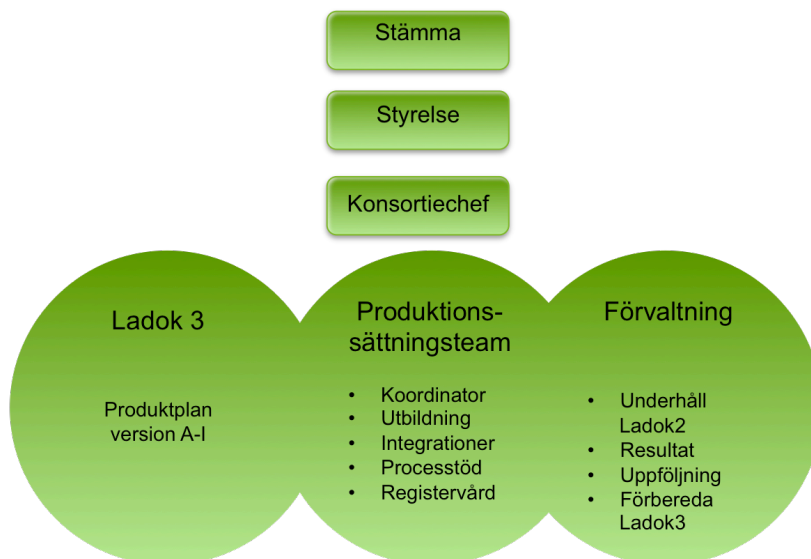 Stämma
Styrelse
Konsortiechef
Ladok 3
Produktplan
version A-I
Produktions-
sättningsteam
• Koordinator
• Utbildning
• Integrationer
• Processtöd
• Registervård
Förvaltning
• Underhåll
Ladok2
• Resultat
• Uppföljning
• Förbereda
Ladok3